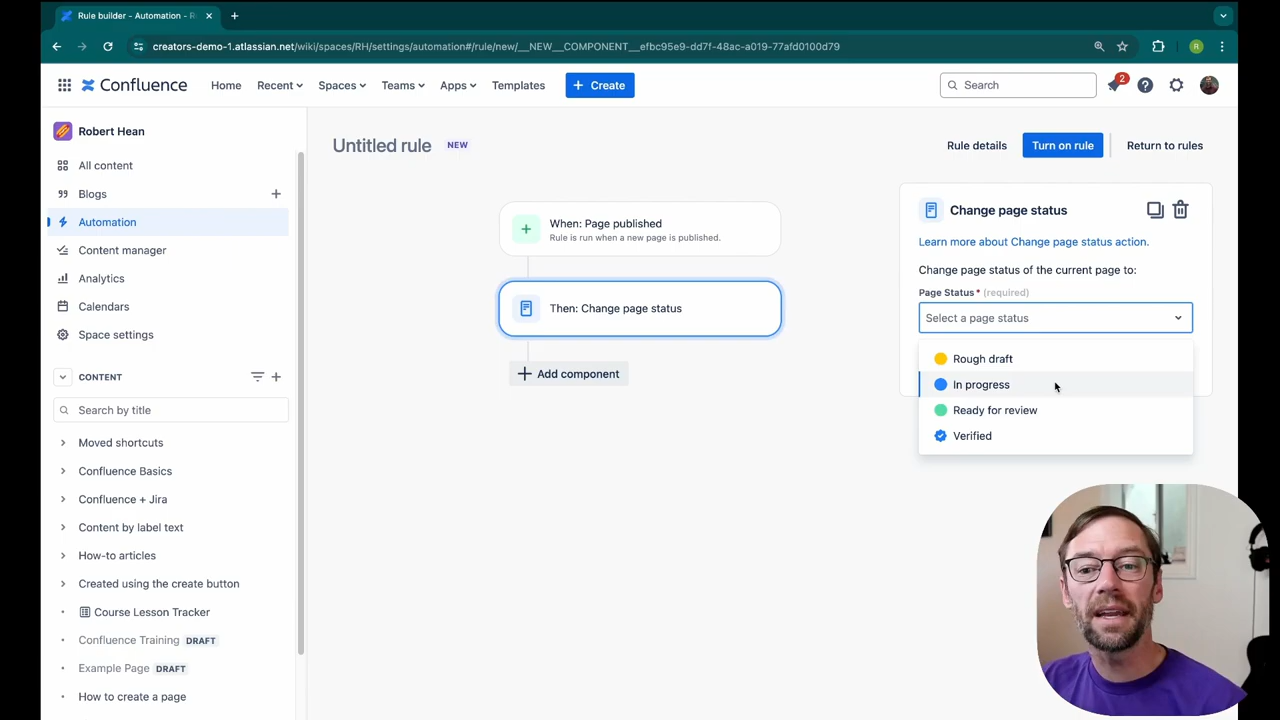 Rule builder - Automation - R
creators-demo-1.atlassian.net/wiki/spaces/RH/settings/automation#/rule/new/__NEW__COMPONENT__efbc95e9-dd7f-48ac-a019-77afd0100d79
R
Confluence
Home
Recent
Spaces
Teams
Apps
Templates
Create
Search
2
Robert Hean
All content
Blogs
Automation
Content manager
Analytics
Calendars
Space settings
CONTENT
Search by title
Moved shortcuts
Confluence Basics
Confluence + Jira
Content by label text
How-to articles
Created using the create button
Course Lesson Tracker
Confluence Training DRAFT
Example Page DRAFT
How to create a page
Untitled rule NEW
Rule details
Turn on rule
Return to rules
When: Page published
Rule is run when a new page is published.
Then: Change page status
Add component
Change page status
Learn more about Change page status action.
Change page status of the current page to:
Page Status * (required)
Select a page status
Rough draft
In progress
Ready for review
Verified